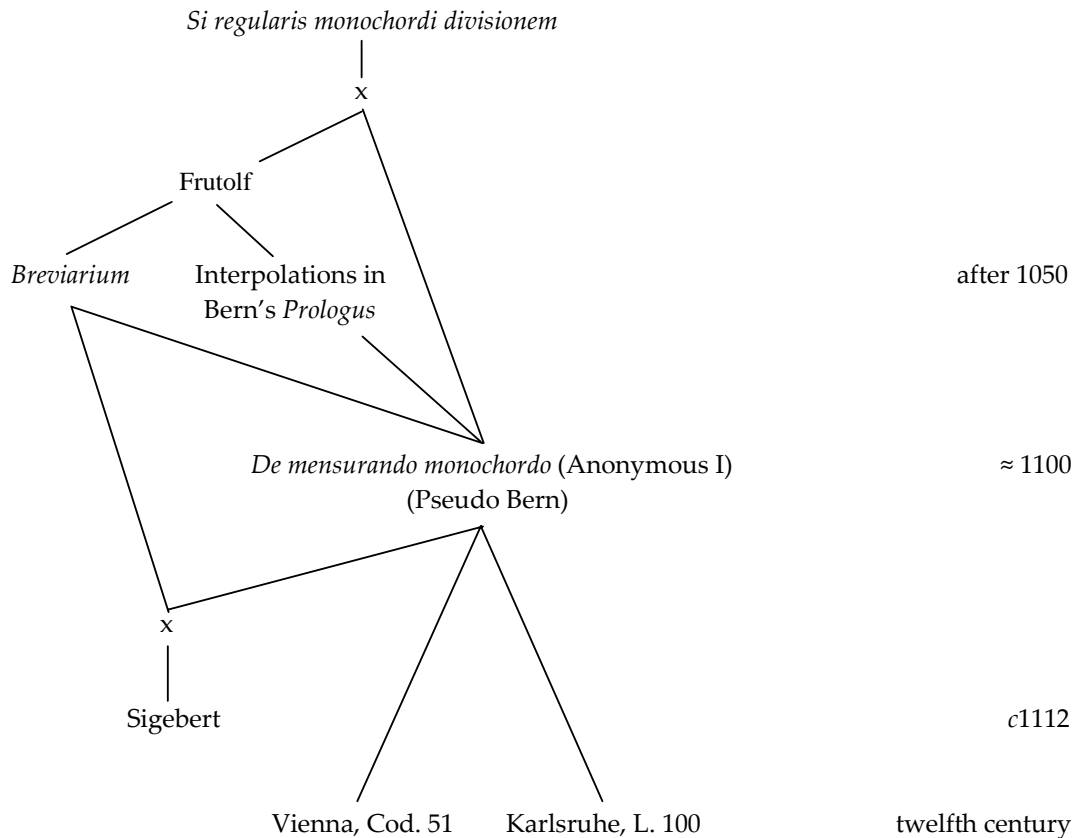 Si regularis monochordi divisionem
x
Frutolf
Breviarium
Interpolations in
Bern’s Prologus
after 1050
De mensurando monochordo (Anonymous I)
(Pseudo Bern)
≈ 1100
x
Sigebert
c1112
Vienna, Cod. 51
Karlsruhe, L. 100
twelfth century